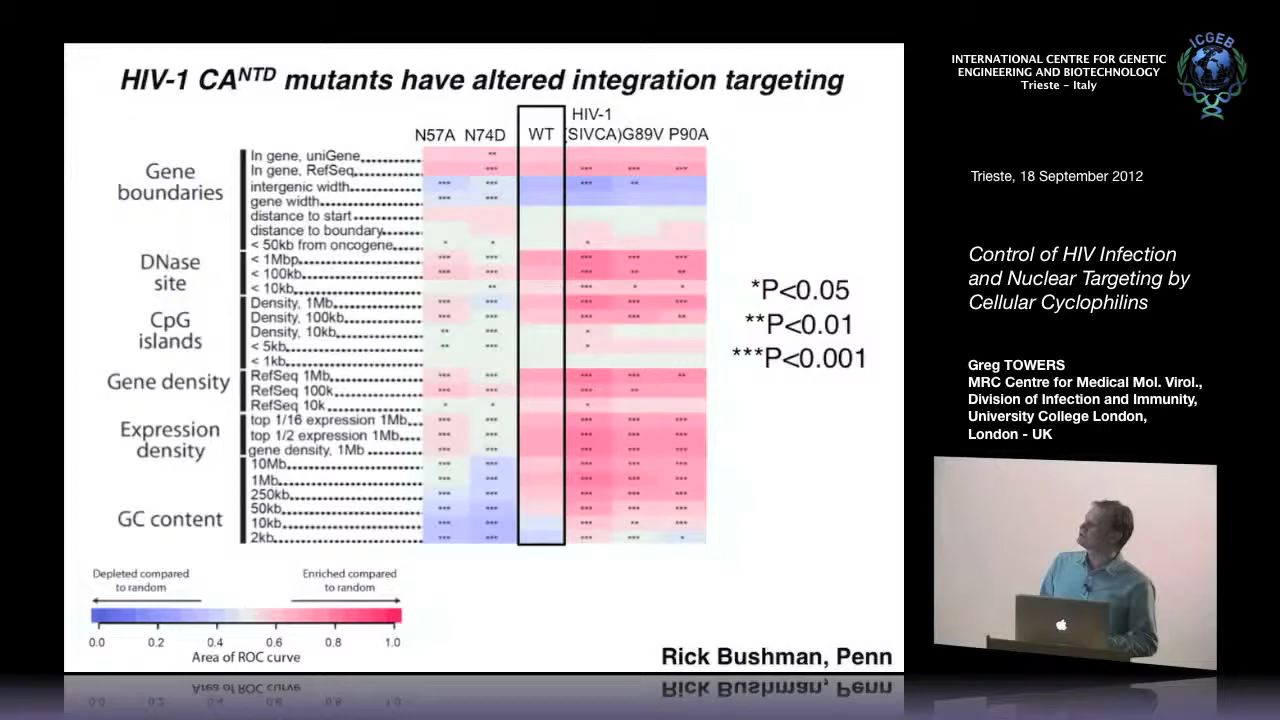 HIV-1 CANTD mutants have altered integration targeting
N57A N74D WT HIV-1 (SIVCA) G89V P90A
Gene boundaries
In gene, uniGene
In gene, RefSeq
intergenic width
gene width
distance to start
distance to boundary
< 50kb from oncogene
DNase site
< 1Mbp
< 100kb
< 10kb
CpG islands
Density, 1Mb
Density, 100kb
Density, 10kb
< 5kb
< 1kb
Gene density
RefSeq 1Mb
RefSeq 100k
RefSeq 10k
Expression density
top 1/16 expression 1Mb
top 1/2 expression 1Mb
gene density, 1Mb
GC content
10Mb
1Mb
250kb
50kb
10kb
2kb
*P<0.05
**P<0.01
***P<0.001
Depleted compared to random
Enriched compared to random
0.0 0.2 0.4 0.6 0.8 1.0
Area of ROC curve
Rick Bushman, Penn
INTERNATIONAL CENTRE FOR GENETIC
ENGINEERING AND BIOTECHNOLOGY
Trieste - Italy
ICGEB
Trieste, 18 September 2012
Control of HIV Infection
and Nuclear Targeting by
Cellular Cyclophilins
Greg TOWERS
MRC Centre for Medical Mol. Virol.,
Division of Infection and Immunity,
University College London,
London - UK